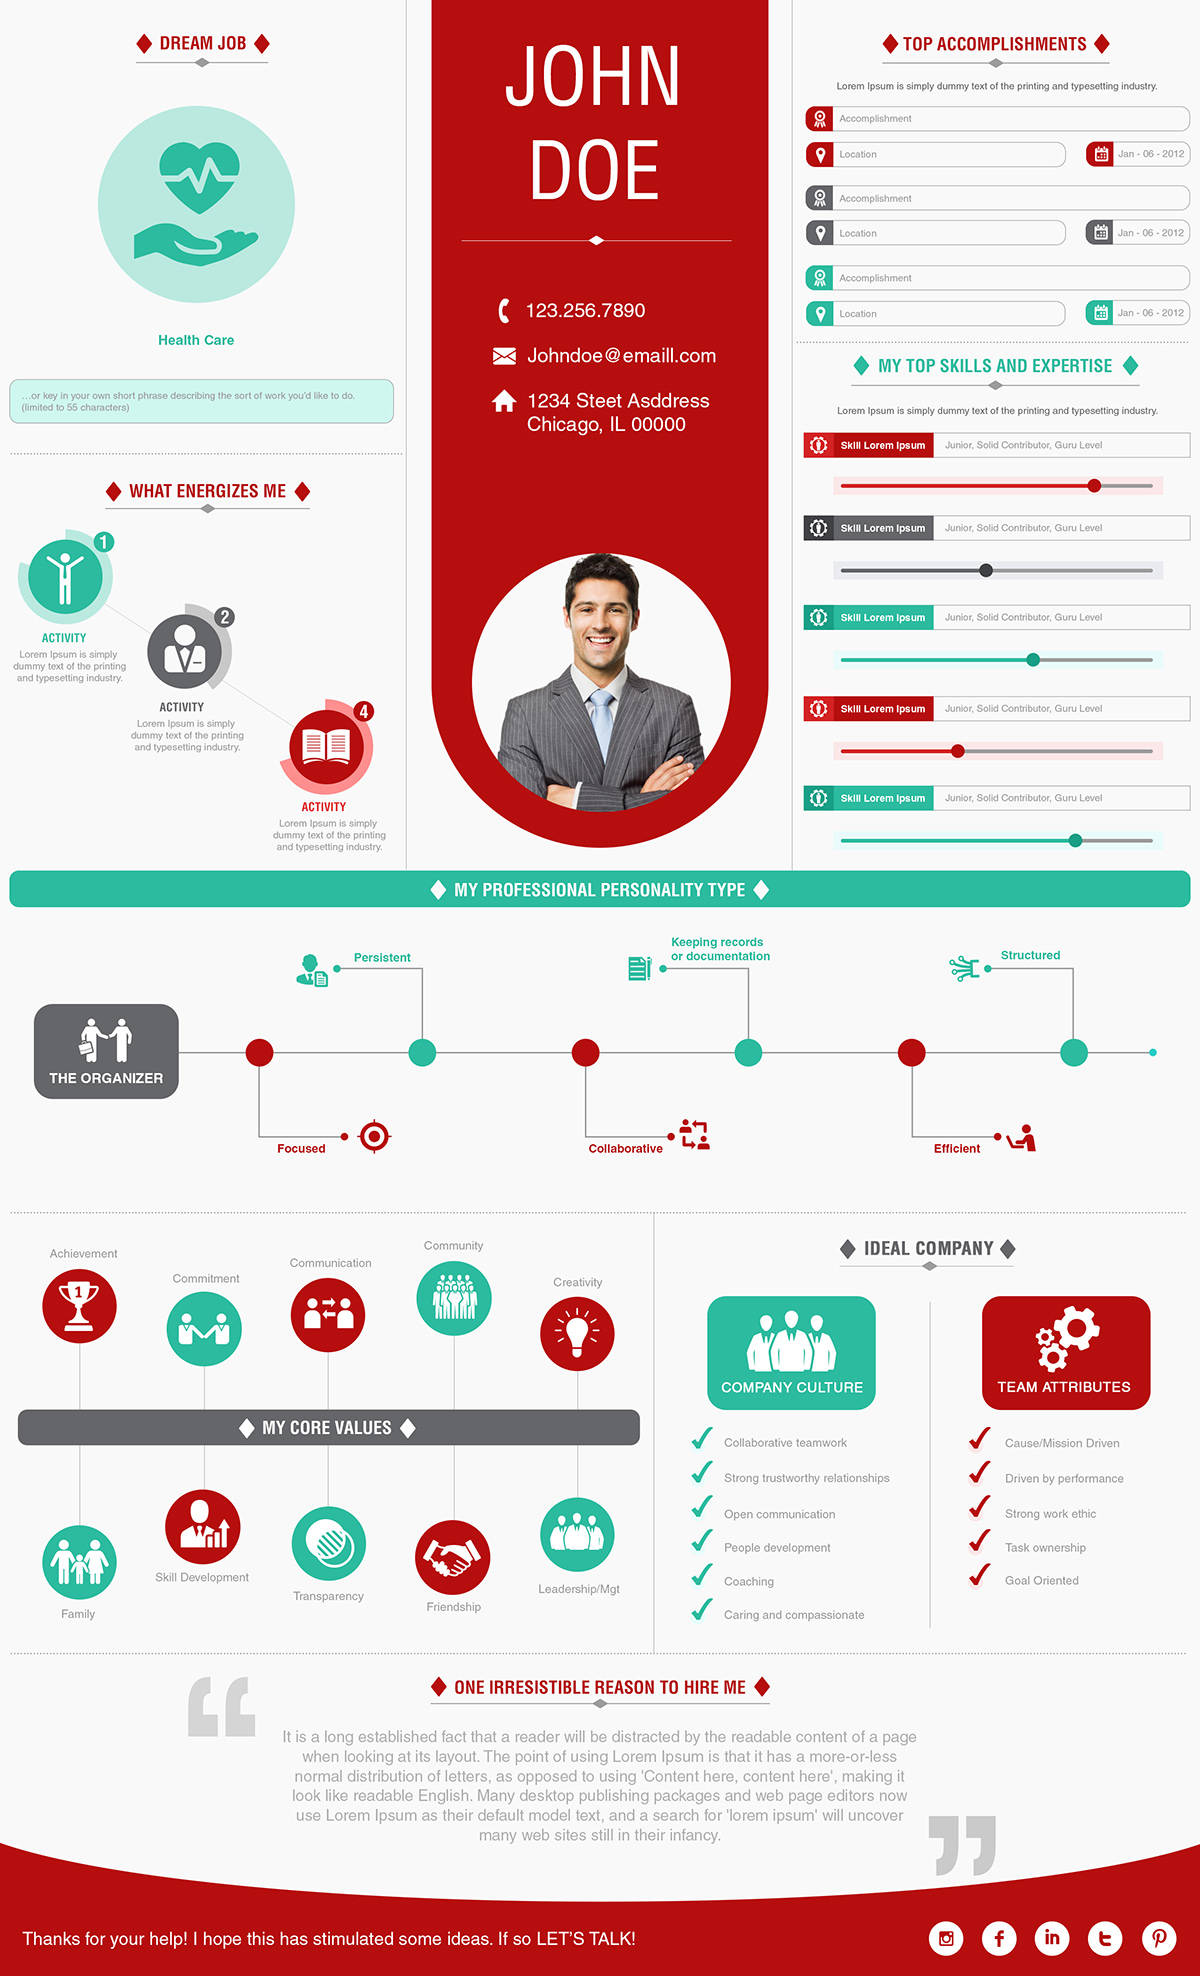 DREAM JOB
Health Care
...or key in your own short phrase describing the sort of work you'd like to do.
(limited to 55 characters)
WHAT ENERGIZES ME
1
ACTIVITY
Lorem Ipsum is simply
dummy text of the printing
and typesetting industry.
2
ACTIVITY
Lorem Ipsum is simply
dummy text of the printing
and typesetting industry.
4
ACTIVITY
Lorem Ipsum is simply
dummy text of the printing
and typesetting industry.
JOHN
DOE
123.256.7890
Johndoe@emaill.com
1234 Steet Asddress
Chicago, IL 00000
TOP ACCOMPLISHMENTS
Lorem Ipsum is simply dummy text of the printing and typesetting industry.
Accomplishment
Location
Jan - 06 - 2012
Accomplishment
Location
Jan - 06 - 2012
Accomplishment
Location
Jan - 06 - 2012
MY TOP SKILLS AND EXPERTISE
Lorem Ipsum is simply dummy text of the printing and typesetting industry.
Skill Lorem Ipsum Junior, Solid Contributor, Guru Level
Skill Lorem Ipsum Junior, Solid Contributor, Guru Level
Skill Lorem Ipsum Junior, Solid Contributor, Guru Level
Skill Lorem Ipsum Junior, Solid Contributor, Guru Level
Skill Lorem Ipsum Junior, Solid Contributor, Guru Level
MY PROFESSIONAL PERSONALITY TYPE
Persistent
Keeping records
or documentation
Structured
THE ORGANIZER
Focused
Collaborative
Efficient
Achievement
Commitment
Communication
Community
Creativity
1
MY CORE VALUES
Family
Skill Development
Transparency
Friendship
Leadership/Mgt
IDEAL COMPANY
COMPANY CULTURE
Collaborative teamwork
Strong trustworthy relationships
Open communication
People development
Coaching
Caring and compassionate
TEAM ATTRIBUTES
Cause/Mission Driven
Driven by performance
Strong work ethic
Task ownership
Goal Oriented
ONE IRRESISTIBLE REASON TO HIRE ME
“
It is a long established fact that a reader will be distracted by the readable content of a page
when looking at its layout. The point of using Lorem Ipsum is that it has a more-or-less
normal distribution of letters, as opposed to using 'Content here, content here', making it
look like readable English. Many desktop publishing packages and web page editors now
use Lorem Ipsum as their default model text, and a search for 'lorem ipsum' will uncover
many web sites still in their infancy.
”
Thanks for your help! I hope this has stimulated some ideas. If so LET'S TALK!